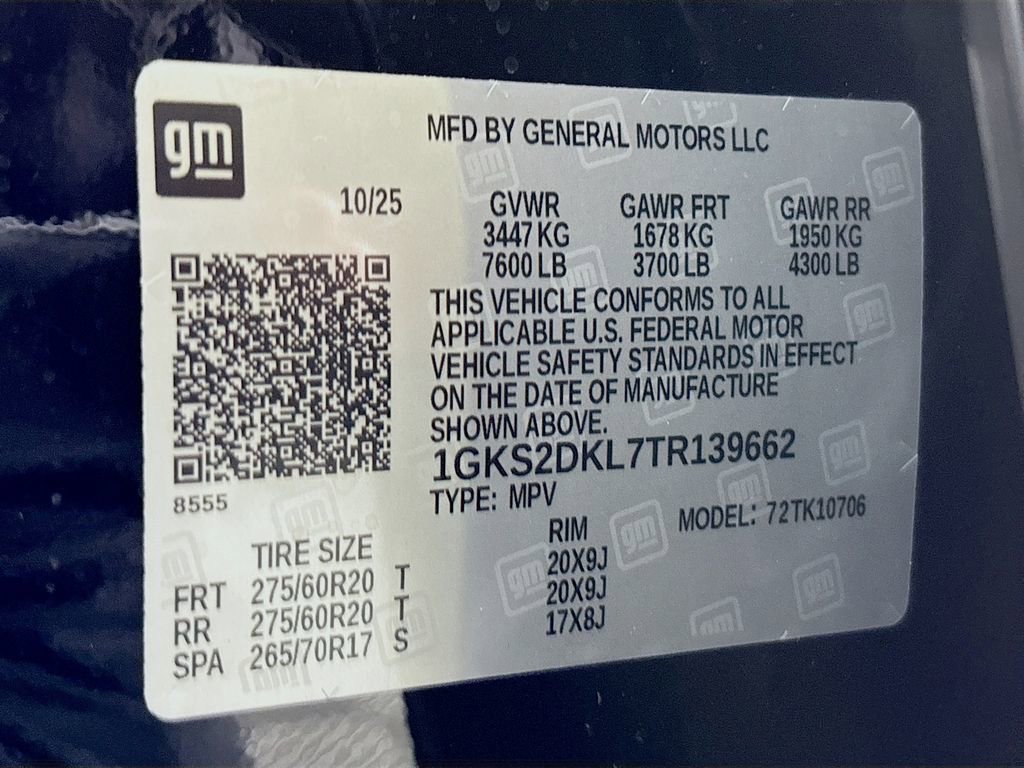 gm
MFD BY GENERAL MOTORS LLC
10/25 GVWR GAWR FRT GAWR RR
3447 KG 1678 KG 1950 KG
7600 LB 3700 LB 4300 LB
THIS VEHICLE CONFORMS TO ALL
APPLICABLE U.S. FEDERAL MOTOR
VEHICLE SAFETY STANDARDS IN EFFECT
ON THE DATE OF MANUFACTURE
SHOWN ABOVE.
1GKS2DKL7TR139662
8555
TYPE: MPV
MODEL: 72TK10706
TIRE SIZE RIM
FRT 275/60R20 T 20X9J
RR 275/60R20 T 20X9J
SPA 265/70R17 S 17X8J